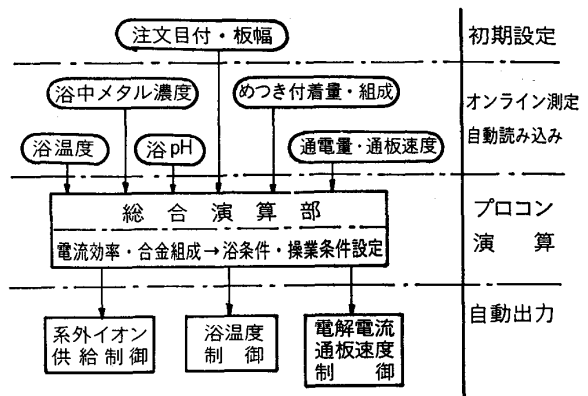 注文目付・板幅
初期設定
浴中メタル濃度
めつき付着量・組成
オンライン測定
自動読み込み
浴温度
浴pH
通電量・通板速度
総合演算部
プロコン
演算
電流効率・合金組成→浴条件・操業条件設定
自動出力
系外イオン
供給制御
浴温度
制御
電解電流
通板速度
制御